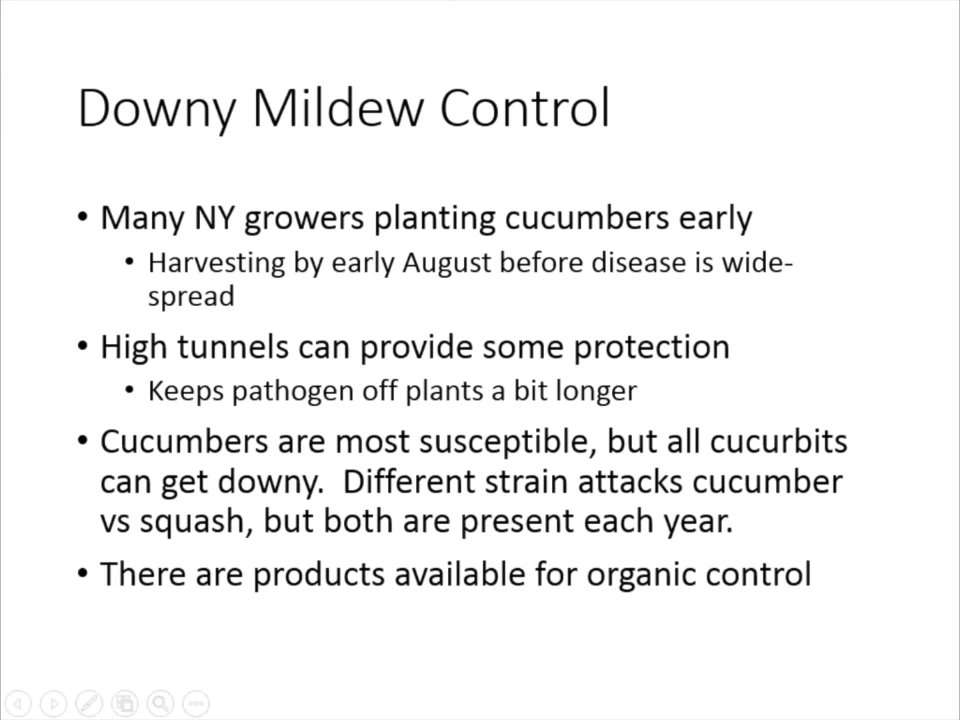 Downy Mildew Control
• Many NY growers planting cucumbers early
• Harvesting by early August before disease is wide-
spread
• High tunnels can provide some protection
• Keeps pathogen off plants a bit longer
• Cucumbers are most susceptible, but all cucurbits
can get downy.  Different strain attacks cucumber
vs squash, but both are present each year.
• There are products available for organic control